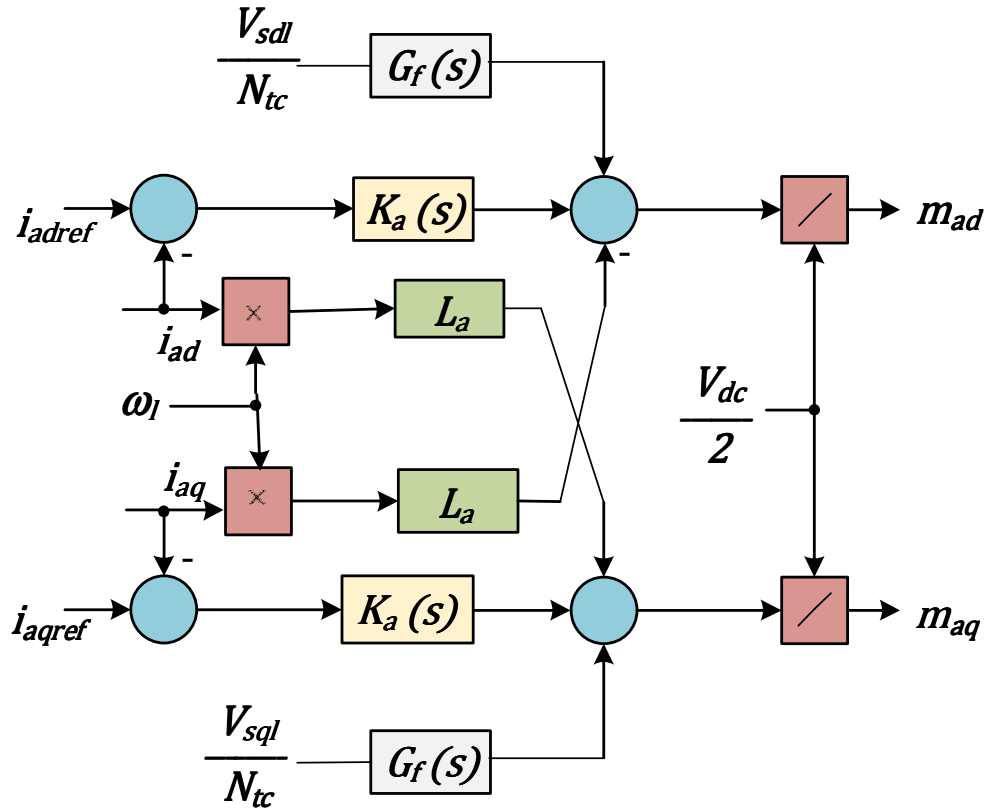 V_sdl
N_tc
G_f (s)
i_adref
-
K_a (s)
-
m_ad
i_ad
×
L_a
ω_l
V_dc
2
i_aq
×
L_a
-
i_aqref
K_a (s)
m_aq
V_sql
N_tc
G_f (s)